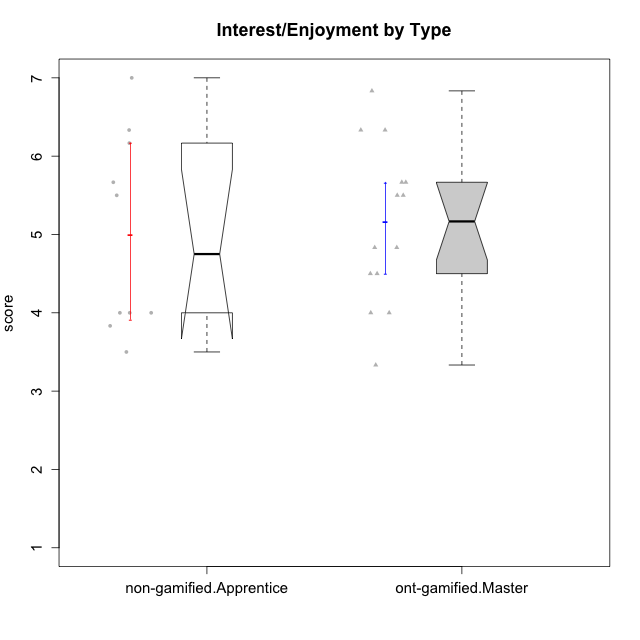 Interest/Enjoyment by Type
7
6
5
4
3
2
1
score
non-gamified.Apprentice
ont-gamified.Master